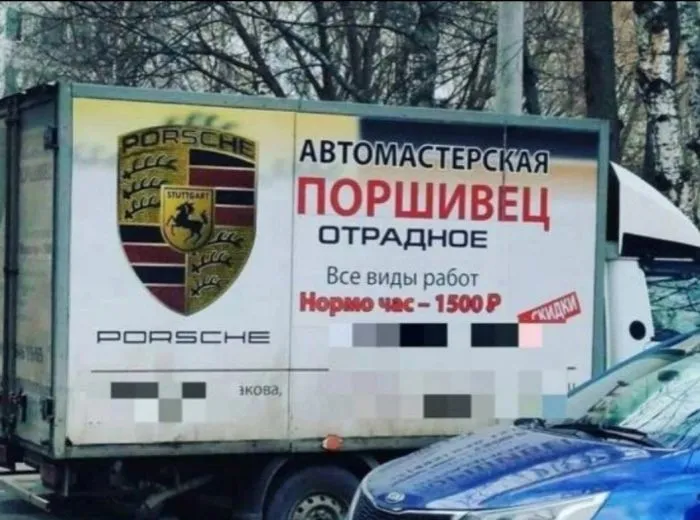 PORSCHE
STUTTGART
PORSCHE
АВТОМАСТЕРСКАЯ
ПОРШИВЕЦ
ОТРАДНОЕ
Все виды работ
Нормо час – 1500 ₽
СКИДКИ
акова,